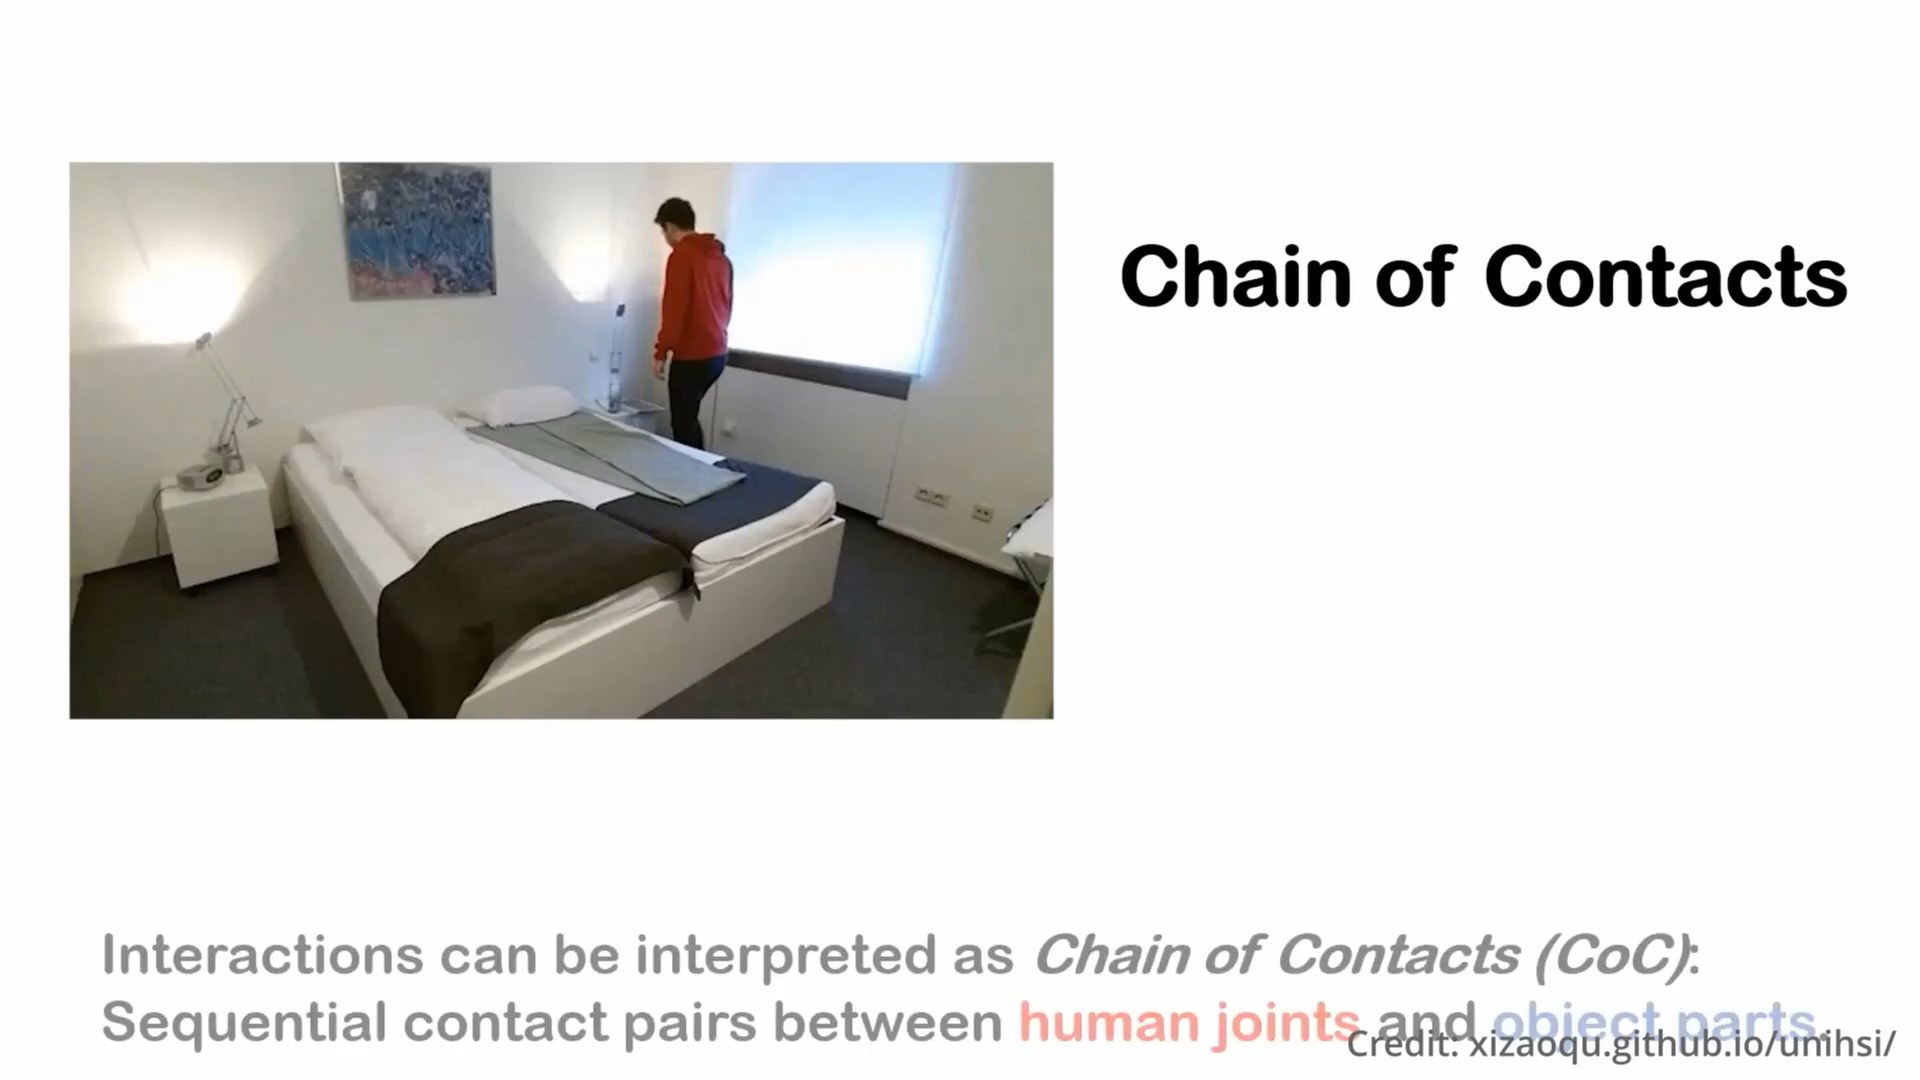 Chain of Contacts
Interactions can be interpreted as Chain of Contacts (CoC):
Sequential contact pairs between human joints and object parts.
Credit: xizaoqu.github.io/unihsi/